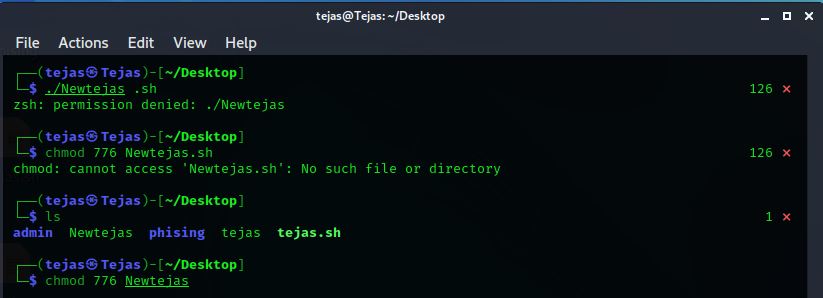 tejas@Tejas: ~/Desktop
File Actions Edit View Help
┌──(tejas㉿Tejas)-[~/Desktop]
└─$ ./Newtejas .sh 126 ⨯
zsh: permission denied: ./Newtejas
┌──(tejas㉿Tejas)-[~/Desktop]
└─$ chmod 776 Newtejas.sh 126 ⨯
chmod: cannot access 'Newtejas.sh': No such file or directory
┌──(tejas㉿Tejas)-[~/Desktop]
└─$ ls 1 ⨯
admin Newtejas phising tejas tejas.sh
┌──(tejas㉿Tejas)-[~/Desktop]
└─$ chmod 776 Newtejas